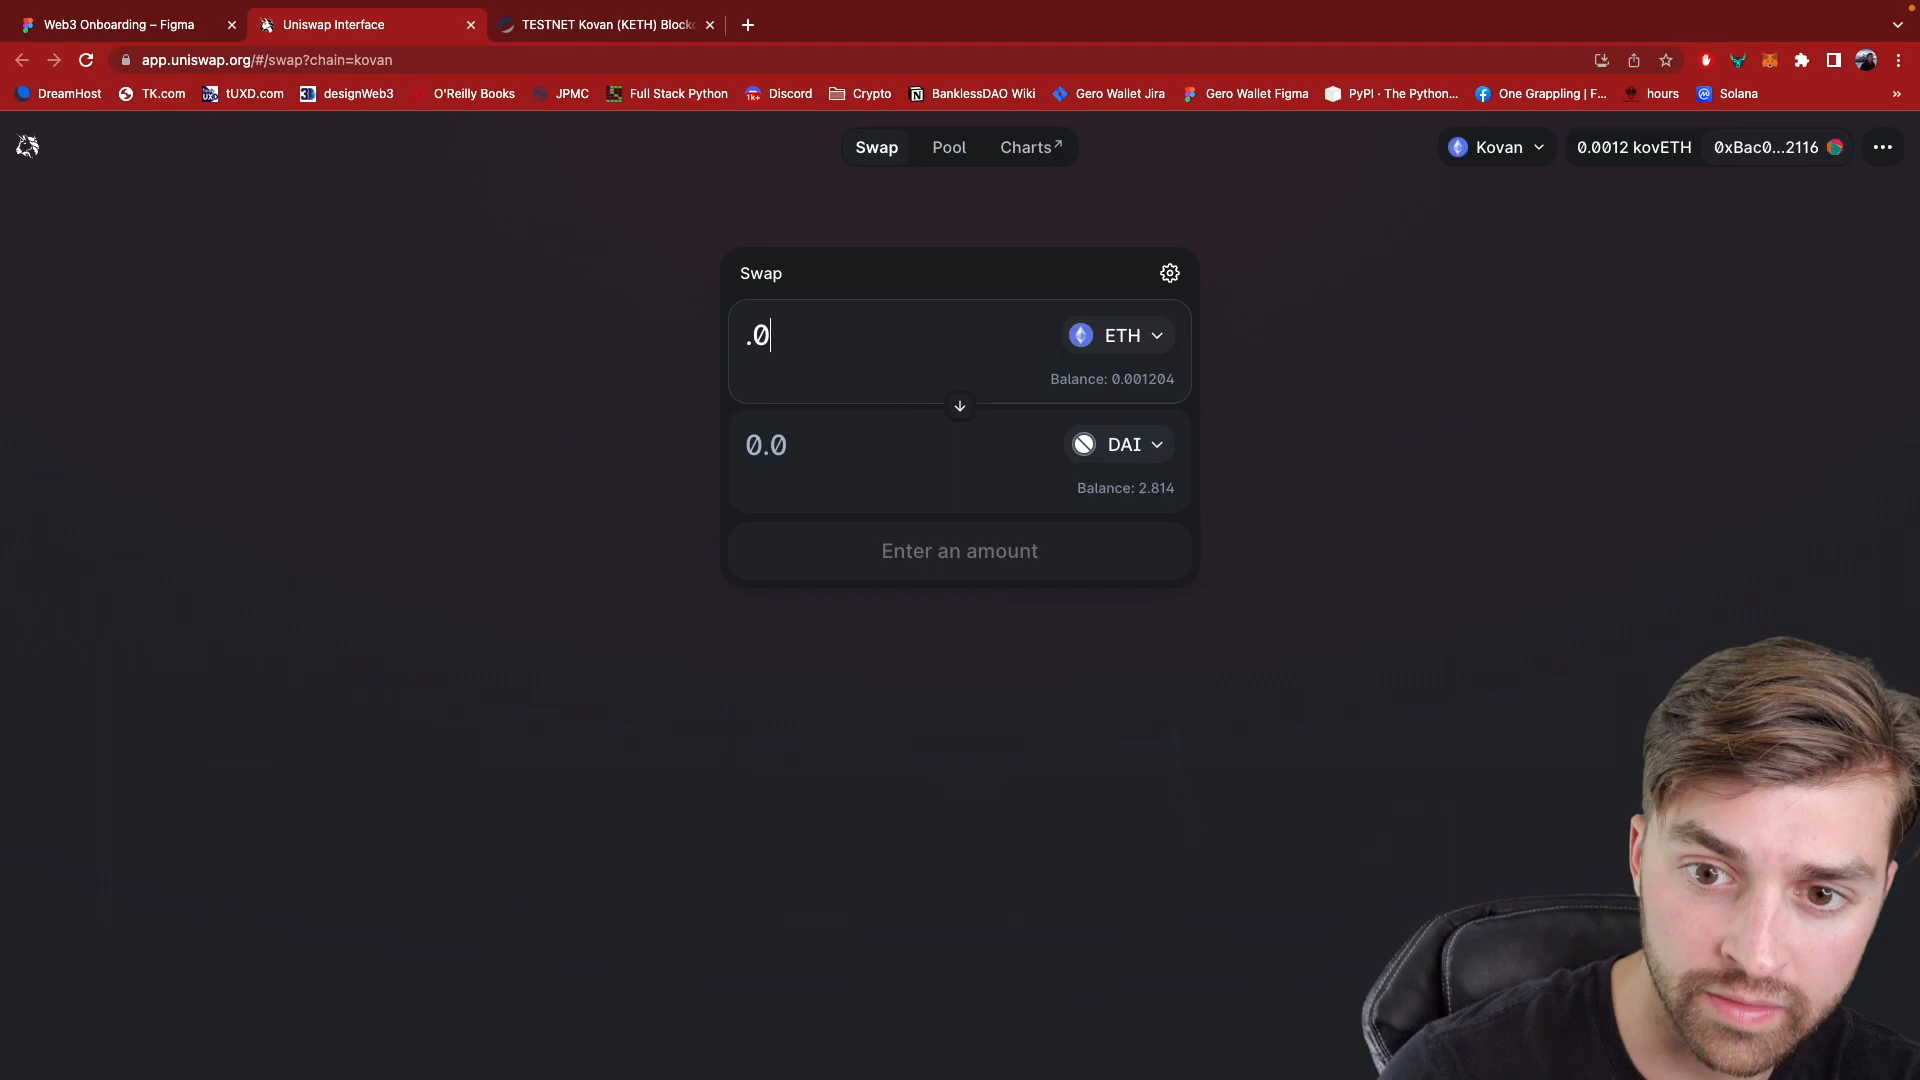 Web3 Onboarding – Figma
Uniswap Interface
TESTNET Kovan (KETH) Blockc
app.uniswap.org/#/swap?chain=kovan
DreamHost
TK.com
tUXD.com
designWeb3
O'Reilly Books
JPMC
Full Stack Python
1k+
Discord
Crypto
BanklessDAO Wiki
Gero Wallet Jira
Gero Wallet Figma
PyPI · The Python...
One Grappling | F...
hours
Solana
»
Swap
Pool
Charts↗
Kovan
0.0012 kovETH
0xBac0...2116
Swap
.0
ETH
Balance: 0.001204
0.0
DAI
Balance: 2.814
Enter an amount